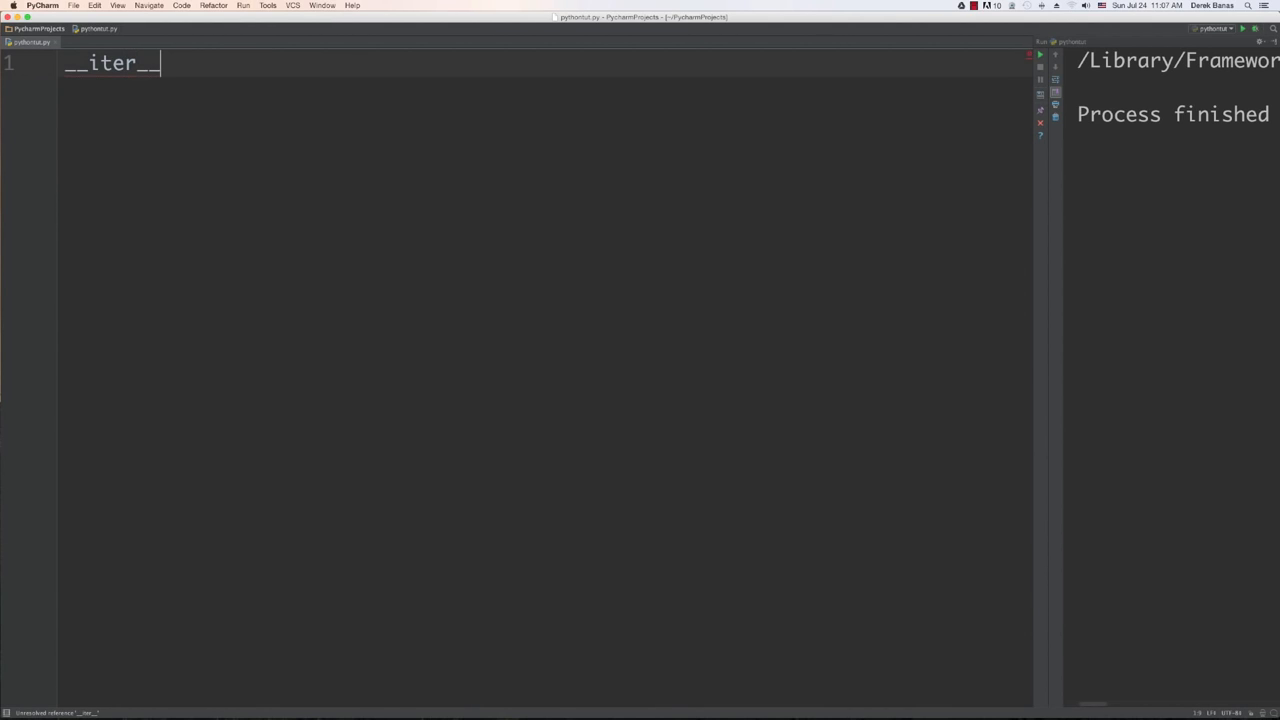 PyCharm File Edit View Navigate Code Refactor Run Tools VCS Window Help
10 Sun Jul 24 11:07 AM Derek Banas
pythontut.py - PycharmProjects - [~/PycharmProjects]
PycharmProjects pythontut.py
pythontut
pythontut.py
Run pythontut
1 __iter__
/Library/Framewor
Process finished
Unresolved reference '__iter__'
1:9 LF÷ UTF-8÷